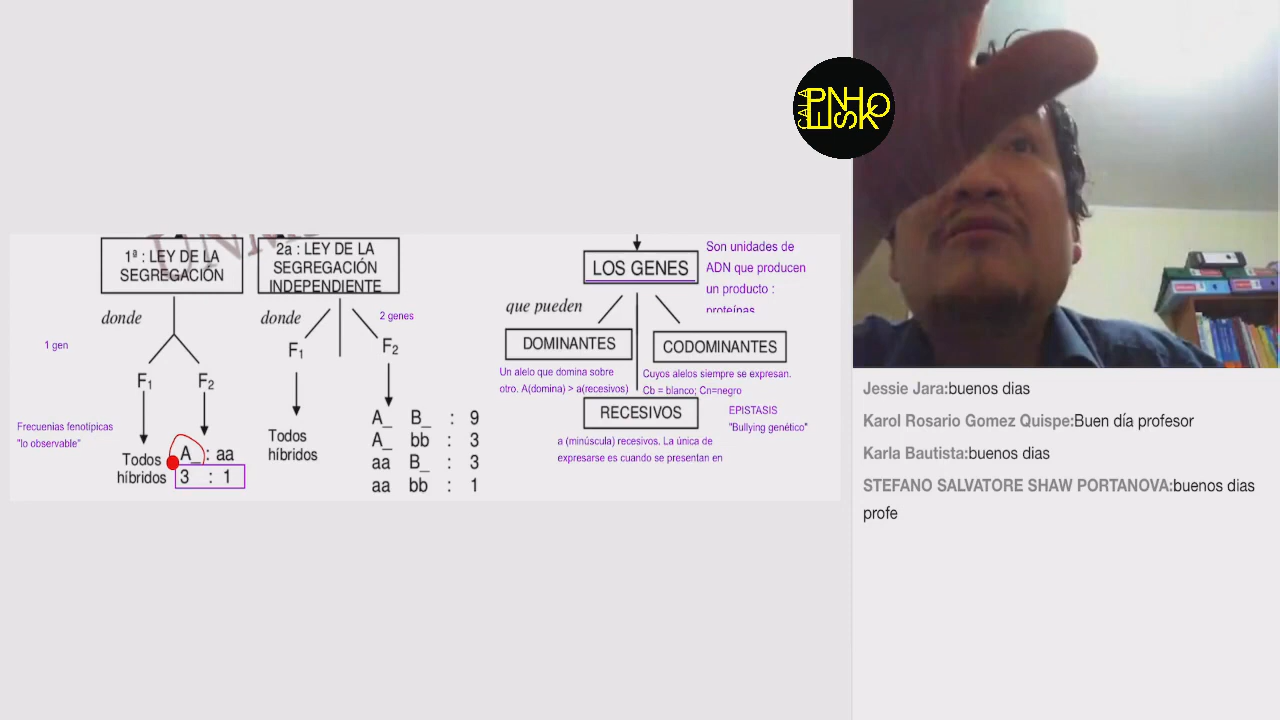 1ª : LEY DE LA
SEGREGACIÓN
donde
1 gen
F1
F2
Frecuenias fenotípicas
"lo observable"
Todos
híbridos
A_ : aa
3 : 1
2a : LEY DE LA
SEGREGACIÓN
INDEPENDIENTE
donde
2 genes
F1
F2
Todos
híbridos
A_ B_ : 9
A_ bb : 3
aa B_ : 3
aa bb : 1
LOS GENES
Son unidades de
ADN que producen
un producto :
proteínas
que pueden
DOMINANTES
CODOMINANTES
Un alelo que domina sobre
otro. A(domina) > a(recesivos)
Cuyos alelos siempre se expresan.
Cb = blanco; Cn=negro
RECESIVOS
EPISTASIS
"Bullying genético"
a (minúscula) recesivos. La única de
expresarse es cuando se presentan en
Jessie Jara:buenos dias
Karol Rosario Gomez Quispe:Buen día profesor
Karla Bautista:buenos dias
STEFANO SALVATORE SHAW PORTANOVA:buenos dias
profe